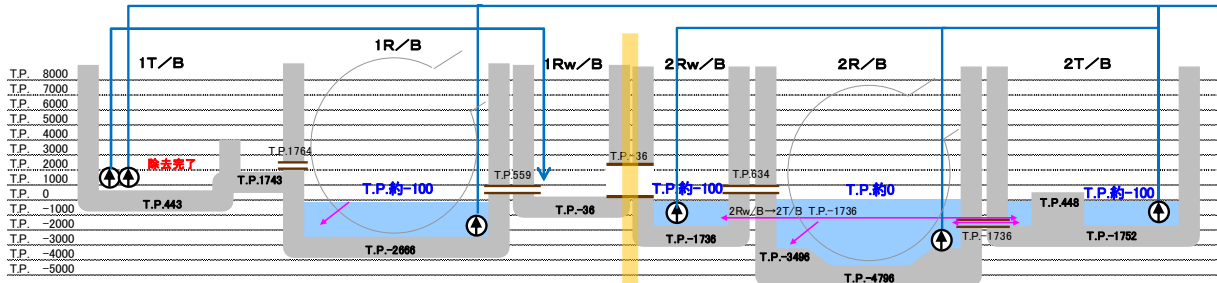 1T/B
1R/B
1Rw/B
2Rw/B
2R/B
2T/B
T.P. 8000
T.P. 7000
T.P. 6000
T.P. 5000
T.P. 4000
T.P. 3000
T.P. 2000
T.P. 1000
T.P. 0
T.P. -1000
T.P. -2000
T.P. -3000
T.P. -4000
T.P. -5000
除去完了
T.P.443
T.P.1743
T.P.1764
T.P.約-100
T.P.-2666
T.P.559
T.P.-36
T.P.-36
T.P.約-100
T.P.-1736
T.P.634
T.P.約0
2Rw/B→2T/B T.P.-1736
T.P.-3496
T.P.-4796
T.P.-1736
T.P.448
T.P.約-100
T.P.-1752